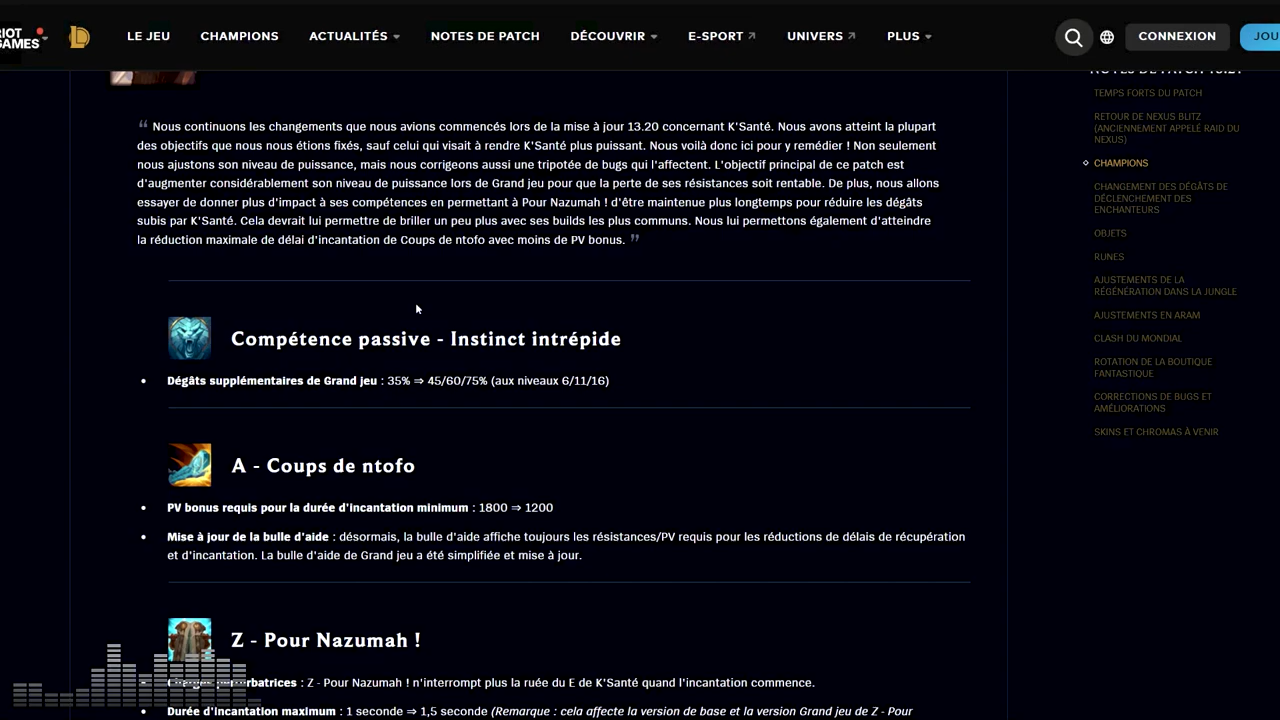 RIOT
GAMES
LE JEU
CHAMPIONS
ACTUALITÉS
NOTES DE PATCH
DÉCOUVRIR
E-SPORT
UNIVERS
PLUS
CONNEXION
JOU
“ Nous continuons les changements que nous avions commencés lors de la mise à jour 13.20 concernant K'Santé. Nous avons atteint la plupart
des objectifs que nous nous étions fixés, sauf celui qui visait à rendre K'Santé plus puissant. Nous voilà donc ici pour y remédier ! Non seulement
nous ajustons son niveau de puissance, mais nous corrigeons aussi une tripotée de bugs qui l'affectent. L'objectif principal de ce patch est
d'augmenter considérablement son niveau de puissance lors de Grand jeu pour que la perte de ses résistances soit rentable. De plus, nous allons
essayer de donner plus d'impact à ses compétences en permettant à Pour Nazumah ! d'être maintenue plus longtemps pour réduire les dégâts
subis par K'Santé. Cela devrait lui permettre de briller un peu plus avec ses builds les plus communs. Nous lui permettons également d'atteindre
la réduction maximale de délai d'incantation de Coups de ntofo avec moins de PV bonus. ”
Compétence passive - Instinct intrépide
• Dégâts supplémentaires de Grand jeu : 35% ⇒ 45/60/75% (aux niveaux 6/11/16)
A - Coups de ntofo
• PV bonus requis pour la durée d'incantation minimum : 1800 ⇒ 1200
• Mise à jour de la bulle d'aide : désormais, la bulle d'aide affiche toujours les résistances/PV requis pour les réductions de délais de récupération
et d'incantation. La bulle d'aide de Grand jeu a été simplifiée et mise à jour.
Z - Pour Nazumah !
: Z - Pour Nazumah ! n'interrompt plus la ruée du E de K'Santé quand l'incantation commence.
• Durée d'incantation maximum : 1 seconde ⇒ 1,5 seconde (Remarque : cela affecte la version de base et la version Grand jeu de Z - Pour
TEMPS FORTS DU PATCH
RETOUR DE NEXUS BLITZ
(ANCIENNEMENT APPELÉ RAID DU
NEXUS)
CHAMPIONS
CHANGEMENT DES DÉGÂTS DE
DÉCLENCHEMENT DES
ENCHANTEURS
OBJETS
RUNES
AJUSTEMENTS DE LA
RÉGÉNÉRATION DANS LA JUNGLE
AJUSTEMENTS EN ARAM
CLASH DU MONDIAL
ROTATION DE LA BOUTIQUE
FANTASTIQUE
CORRECTIONS DE BUGS ET
AMÉLIORATIONS
SKINS ET CHROMAS À VENIR